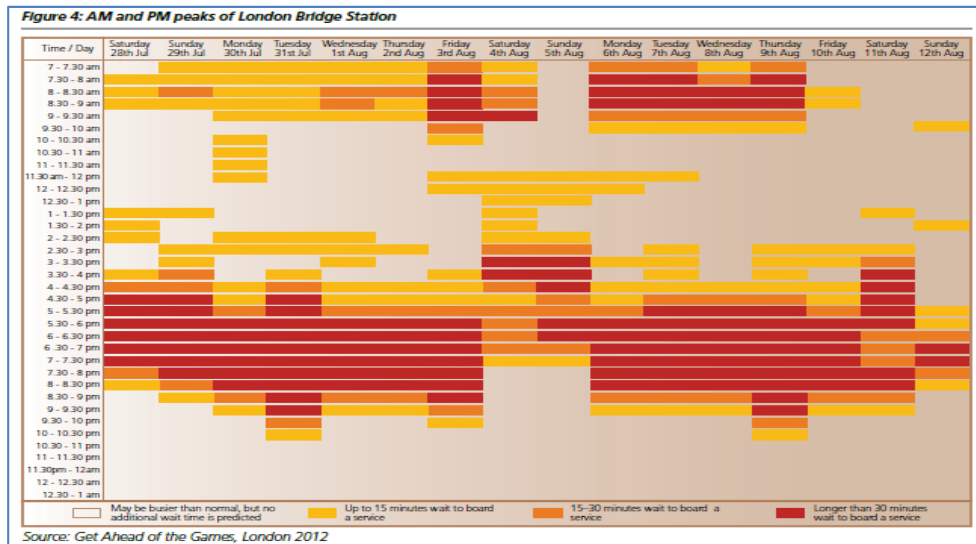 Figure 4: AM and PM peaks of London Bridge Station
Time / Day
Saturday 28th Jul
Sunday 29th Jul
Monday 30th Jul
Tuesday 31st Jul
Wednesday 1st Aug
Thursday 2nd Aug
Friday 3rd Aug
Saturday 4th Aug
Sunday 5th Aug
Monday 6th Aug
Tuesday 7th Aug
Wednesday 8th Aug
Thursday 9th Aug
Friday 10th Aug
Saturday 11th Aug
Sunday 12th Aug
7 - 7.30 am
7.30 - 8 am
8 - 8.30 am
8.30 - 9 am
9 - 9.30 am
9.30 - 10 am
10 - 10.30 am
10.30 - 11 am
11 - 11.30 am
11.30 am - 12 pm
12 - 12.30 pm
12.30 - 1 pm
1 - 1.30 pm
1.30 - 2 pm
2 - 2.30 pm
2.30 - 3 pm
3 - 3.30 pm
3.30 - 4 pm
4 - 4.30 pm
4.30 - 5 pm
5 - 5.30 pm
5.30 - 6 pm
6 - 6.30 pm
6 .30 - 7 pm
7 - 7.30 pm
7.30 - 8 pm
8 - 8.30 pm
8.30 - 9 pm
9 - 9.30 pm
9.30 - 10 pm
10 - 10.30 pm
10.30 - 11 pm
11 - 11.30 pm
11.30pm - 12am
12 - 12.30 am
12.30 - 1 am
May be busier than normal, but no
additional wait time is predicted
Up to 15 minutes wait to board
a service
15–30 minutes wait to board a
service
Longer than 30 minutes
wait to board a service
Source: Get Ahead of the Games, London 2012